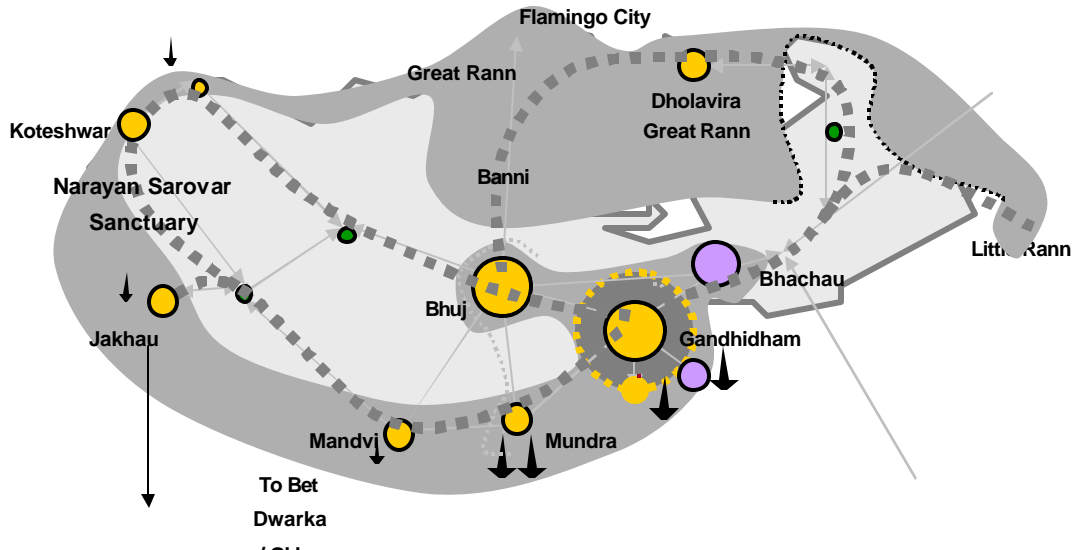 Flamingo City
Great Rann
Dholavira
Great Rann
Koteshwar
Banni
Narayan Sarovar
Sanctuary
Little Rann
Bhachau
Bhuj
Jakhau
Gandhidham
Mandvi
Mundra
To Bet
Dwarka